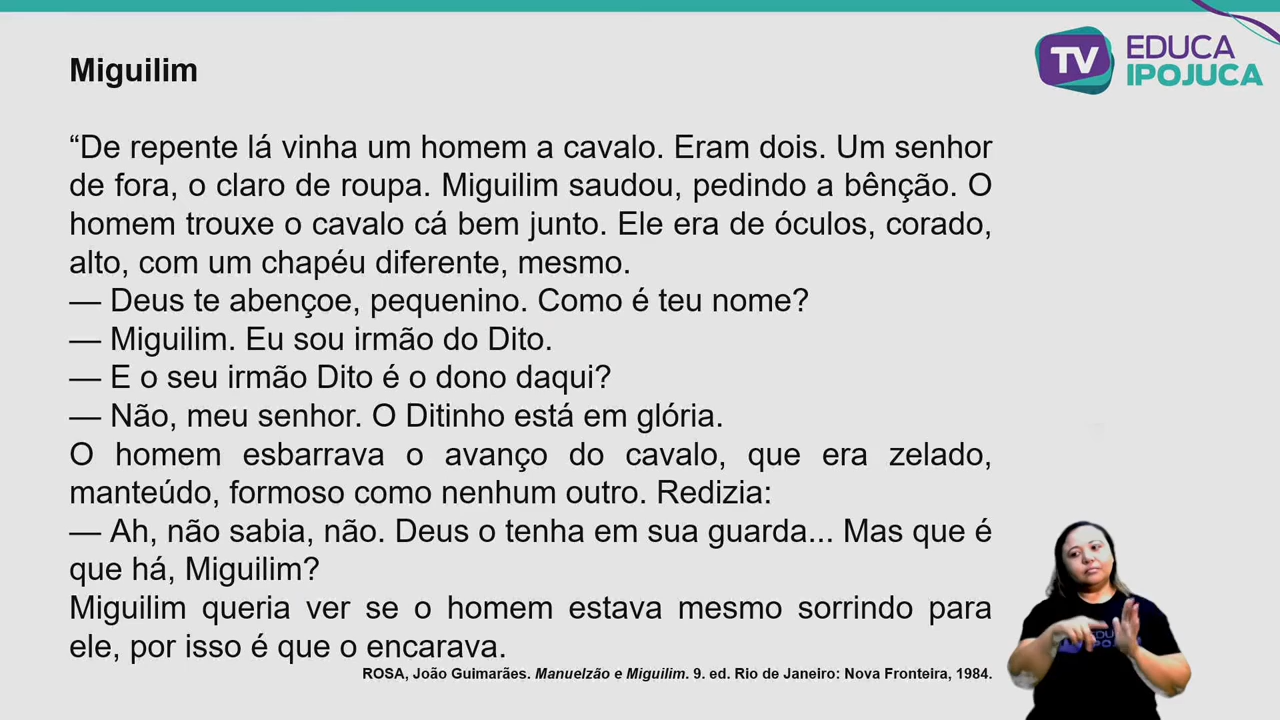 Miguilim
TV EDUCA
IPOJUCA
“De repente lá vinha um homem a cavalo. Eram dois. Um senhor
de fora, o claro de roupa. Miguilim saudou, pedindo a bênção. O
homem trouxe o cavalo cá bem junto. Ele era de óculos, corado,
alto, com um chapéu diferente, mesmo.
— Deus te abençoe, pequenino. Como é teu nome?
— Miguilim. Eu sou irmão do Dito.
— E o seu irmão Dito é o dono daqui?
— Não, meu senhor. O Ditinho está em glória.
O homem esbarrava o avanço do cavalo, que era zelado,
manteúdo, formoso como nenhum outro. Redizia:
— Ah, não sabia, não. Deus o tenha em sua guarda... Mas que é
que há, Miguilim?
Miguilim queria ver se o homem estava mesmo sorrindo para
ele, por isso é que o encarava.
ROSA, João Guimarães. Manuelzão e Miguilim. 9. ed. Rio de Janeiro: Nova Fronteira, 1984.
EDUCA